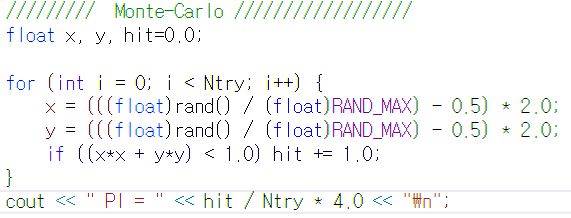 ///////// Monte-Carlo //////////////////
float x, y, hit=0.0;
for (int i = 0; i < Ntry; i++) {
x = (((float)rand() / (float)RAND_MAX) - 0.5) * 2.0;
y = (((float)rand() / (float)RAND_MAX) - 0.5) * 2.0;
if ((x*x + y*y) < 1.0) hit += 1.0;
}
cout << " PI = " << hit / Ntry * 4.0 << "₩n";